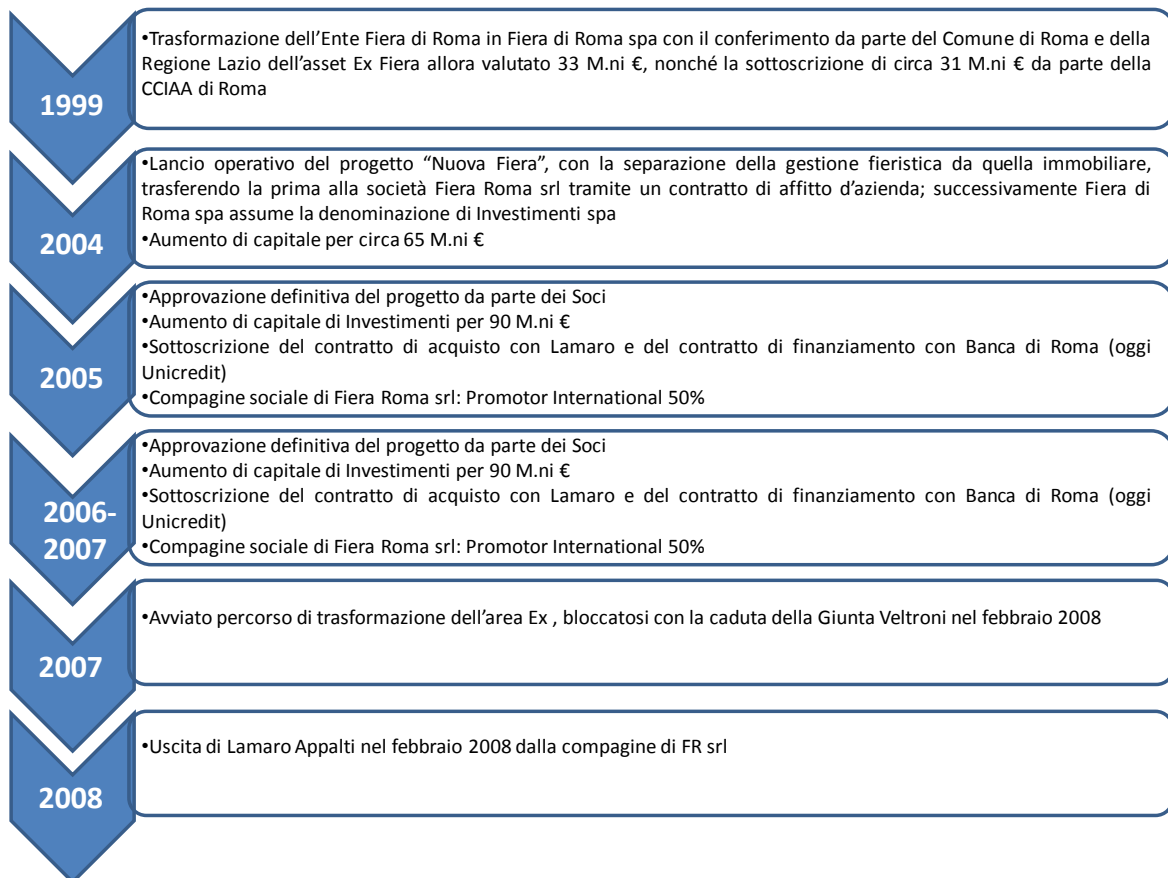 1999
•Trasformazione dell'Ente Fiera di Roma in Fiera di Roma spa con il conferimento da parte del Comune di Roma e della
Regione Lazio dell'asset Ex Fiera allora valutato 33 M.ni €, nonché la sottoscrizione di circa 31 M.ni € da parte della
CCIAA di Roma
2004
•Lancio operativo del progetto “Nuova Fiera”, con la separazione della gestione fieristica da quella immobiliare,
trasferendo la prima alla società Fiera Roma srl tramite un contratto di affitto d'azienda; successivamente Fiera di
Roma spa assume la denominazione di Investimenti spa
•Aumento di capitale per circa 65 M.ni €
2005
•Approvazione definitiva del progetto da parte dei Soci
•Aumento di capitale di Investimenti per 90 M.ni €
•Sottoscrizione del contratto di acquisto con Lamaro e del contratto di finanziamento con Banca di Roma (oggi
Unicredit)
•Compagine sociale di Fiera Roma srl: Promotor International 50%
2006-
2007
•Approvazione definitiva del progetto da parte dei Soci
•Aumento di capitale di Investimenti per 90 M.ni €
•Sottoscrizione del contratto di acquisto con Lamaro e del contratto di finanziamento con Banca di Roma (oggi
Unicredit)
•Compagine sociale di Fiera Roma srl: Promotor International 50%
2007
•Avviato percorso di trasformazione dell'area Ex , bloccatosi con la caduta della Giunta Veltroni nel febbraio 2008
2008
•Uscita di Lamaro Appalti nel febbraio 2008 dalla compagine di FR srl